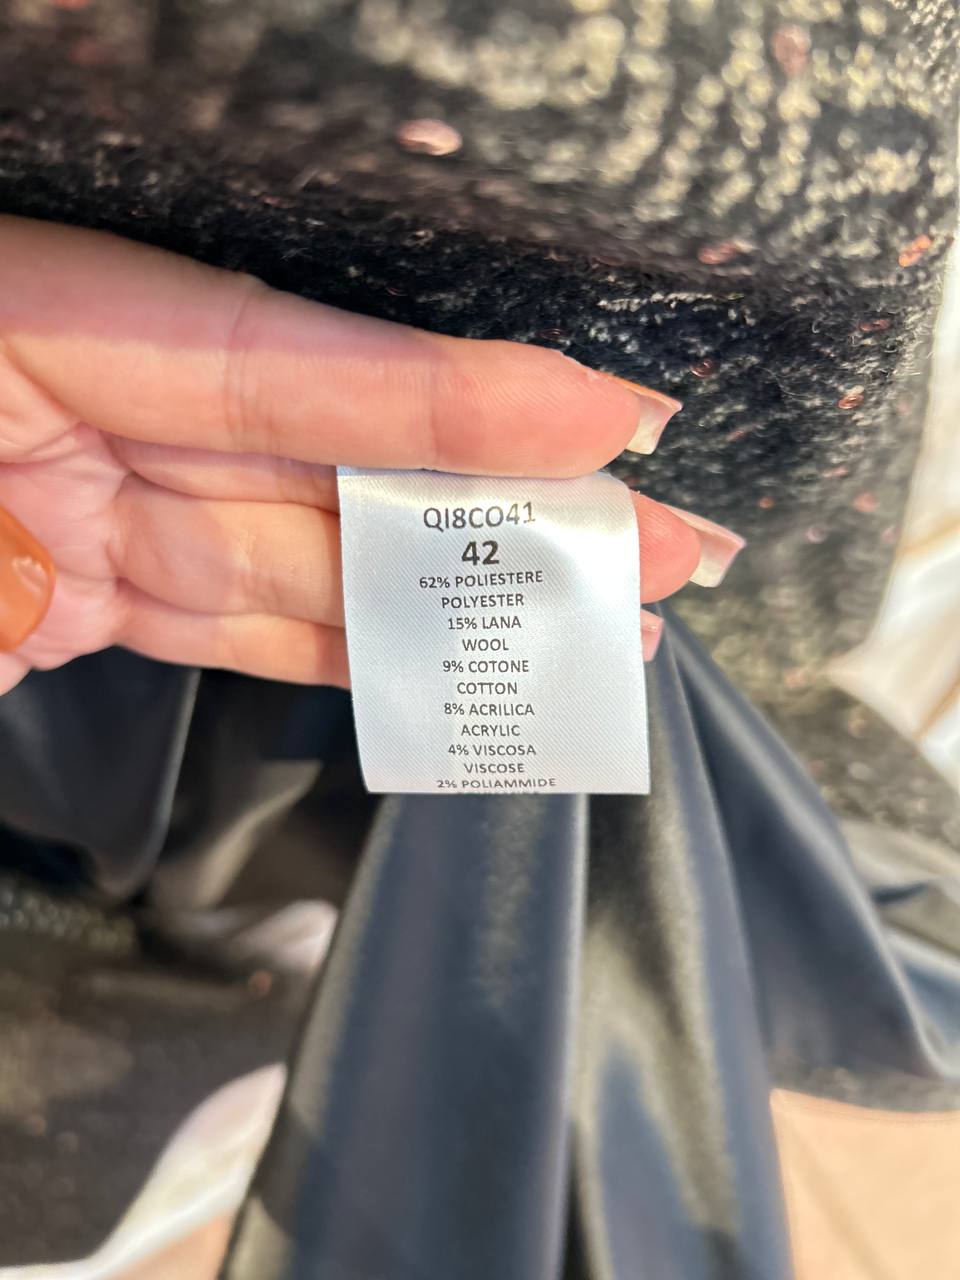 QI8CO41
42
62% POLIESTERE
POLYESTER
15% LANA
WOOL
9% COTONE
COTTON
8% ACRILICA
ACRYLIC
4% VISCOSA
VISCOSE
2% POLIAMMIDE